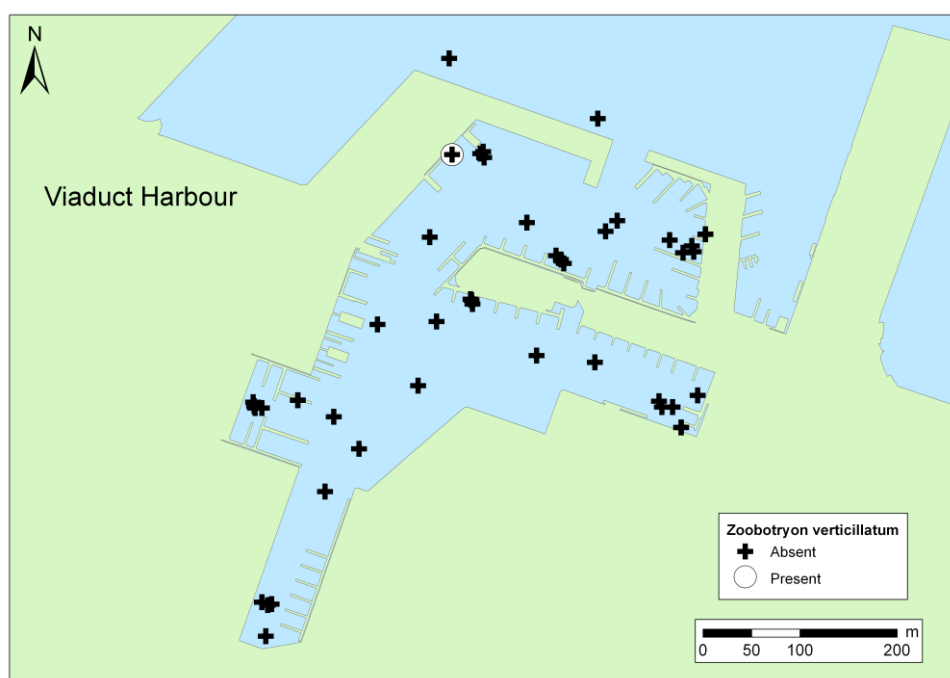 N
Viaduct Harbour
Zoobotryon verticillatum
Absent
Present
m
0 50 100 200